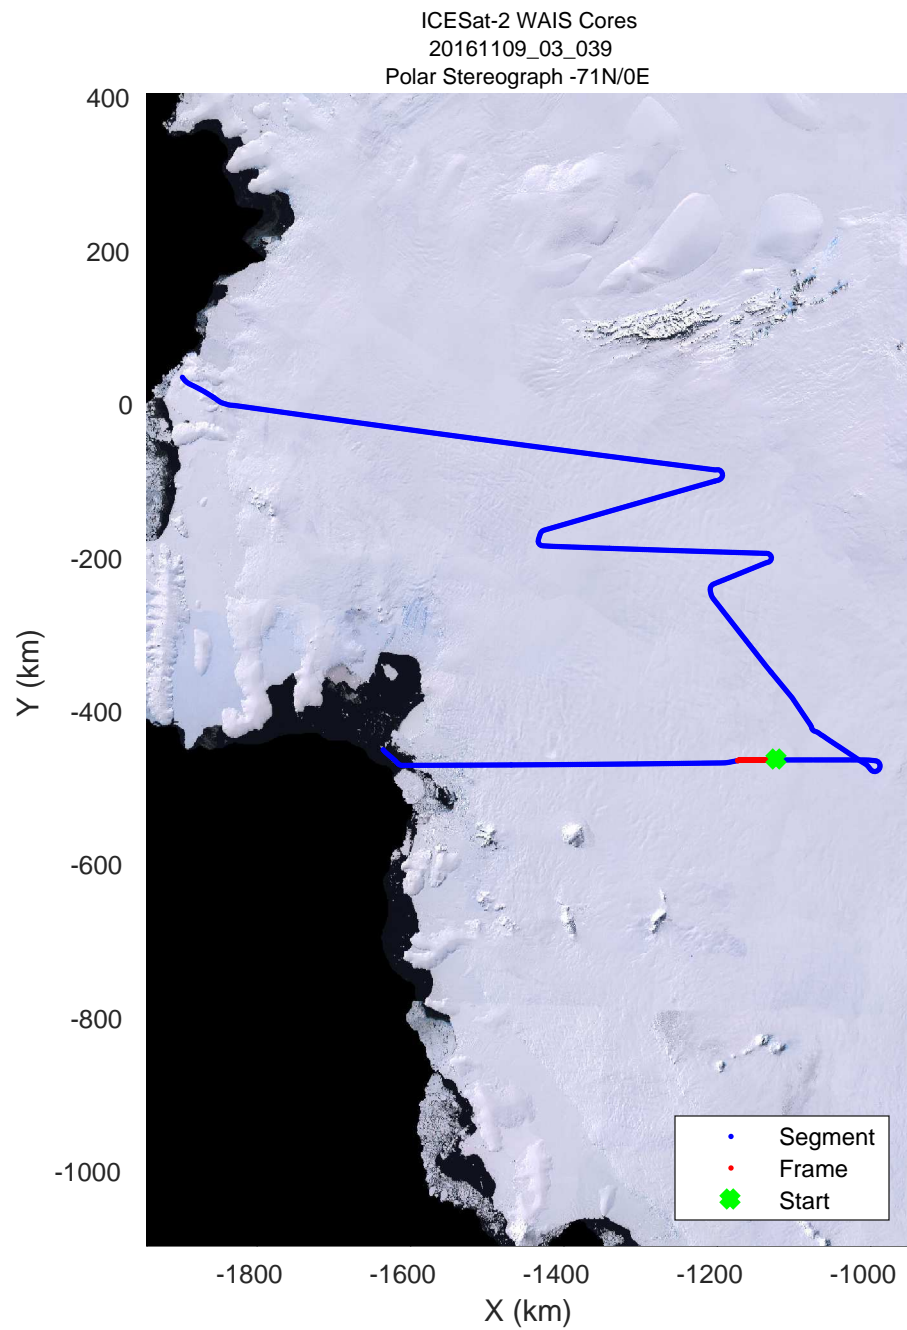 ICESat-2 WAIS Cores
20161109_03_039
Polar Stereograph -71N/0E
400
200
0
-200
-400
-600
-800
-1000
Y (km)
Segment
Frame
Start
-1800
-1600
-1400
-1200
-1000
X (km)